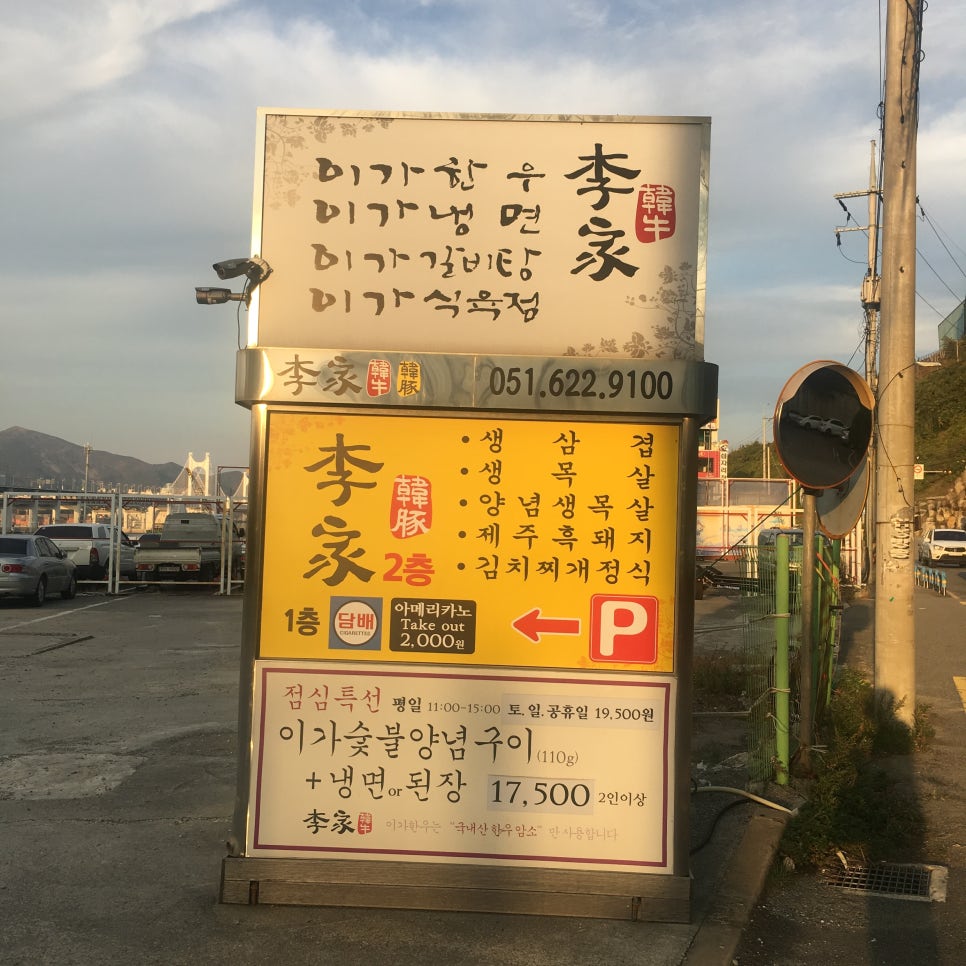 이가한우
이가냉면
이가갈비탕
이가식육점
李家
韓牛
李家 韓牛 韓豚 051.622.9100
李家
韓豚
2층
• 생삼겹
• 생목살
• 양념생목살
• 제주흑돼지
• 김치찌개정식
1층
담배
CIGARETTES
아메리카노
Take out
2,000원
P
점심특선 평일 11:00-15:00 토.일.공휴일 19,500원
이가숯불양념구이(110g)
+냉면or된장 17,500 2인이상
李家 韓牛 이가한우는 "국내산 한우 암소" 만 사용합니다